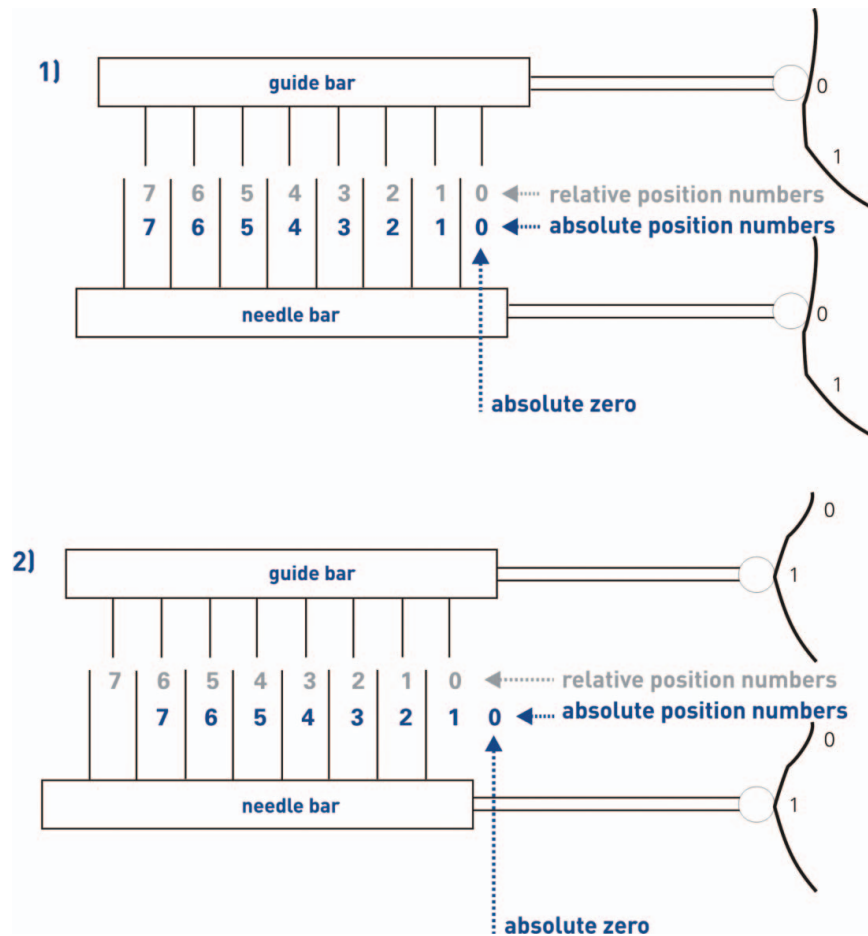 1)
guide bar
0
1
7 6 5 4 3 2 1 0 relative position numbers
7 6 5 4 3 2 1 0 absolute position numbers
needle bar
0
1
absolute zero
2)
0
guide bar
1
7 6 5 4 3 2 1 0 relative position numbers
7 6 5 4 3 2 1 0 absolute position numbers
0
needle bar
1
absolute zero